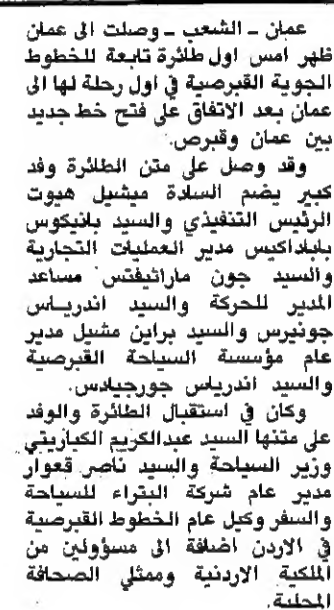 عمان ـ الشعب ـ وصلت الى عمان
ظهر امس اول طائرة تابعة للخطوط
الجوية القبرصية في اول رحلة لها الى
عمان بعد الاتفاق على فتح خط جديد
بين عمان وقبرص.
وقد وصل على متن الطائرة وفد
كبير يضم السادة ميشيل هيوت
الرئيس التنفيذي والسيد بانيكوس
باباداكيس مدير العمليات التجارية
والسيد جون ماراثيفتس مساعد
المدير للحركة والسيد اندرياس
جونيرس والسيد براين مشيل مدير
عام مؤسسة السياحة القبرصية
والسيد اندرياس جورجيادس.
وكان في استقبال الطائرة والوفد
على متنها السيد عبدالكريم الكباريتي
وزير السياحة والسيد ناصر قعوار
مدير عام شركة البتراء للسياحة
والسفر وكيل عام الخطوط القبرصية
في الاردن اضافة الى مسؤولين من
الملكية الاردنية وممثلي الصحافة
المحلية.